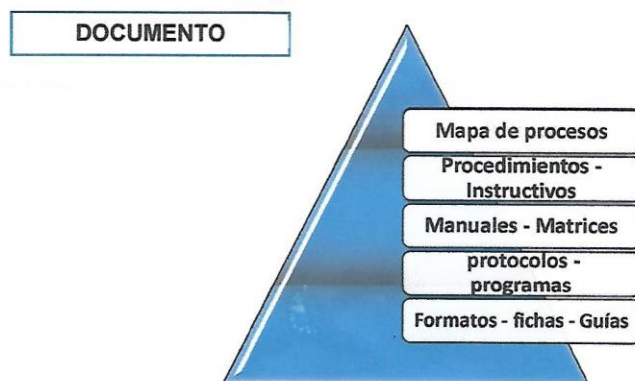 DOCUMENTO
Mapa de procesos
Procedimientos -
Instructivos
Manuales - Matrices
protocolos -
programas
Formatos - fichas - Guías